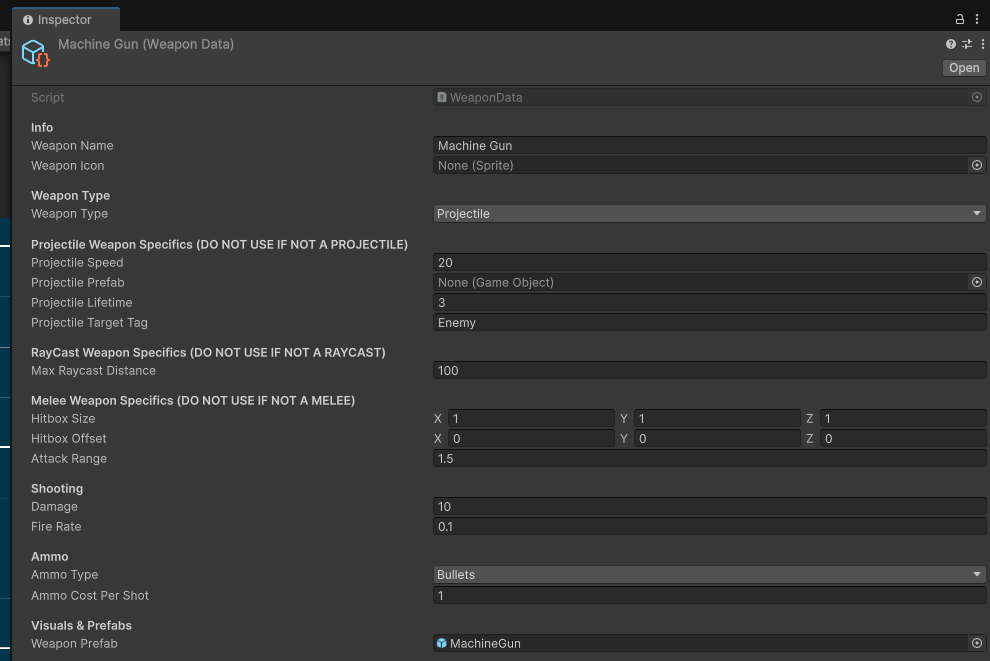 Inspector
Machine Gun (Weapon Data)
Open
Script WeaponData
Info
Weapon Name Machine Gun
Weapon Icon None (Sprite)
Weapon Type
Weapon Type Projectile
Projectile Weapon Specifics (DO NOT USE IF NOT A PROJECTILE)
Projectile Speed 20
Projectile Prefab None (Game Object)
Projectile Lifetime 3
Projectile Target Tag Enemy
RayCast Weapon Specifics (DO NOT USE IF NOT A RAYCAST)
Max Raycast Distance 100
Melee Weapon Specifics (DO NOT USE IF NOT A MELEE)
Hitbox Size X 1 Y 1 Z 1
Hitbox Offset X 0 Y 0 Z 0
Attack Range 1.5
Shooting
Damage 10
Fire Rate 0.1
Ammo
Ammo Type Bullets
Ammo Cost Per Shot 1
Visuals & Prefabs
Weapon Prefab MachineGun